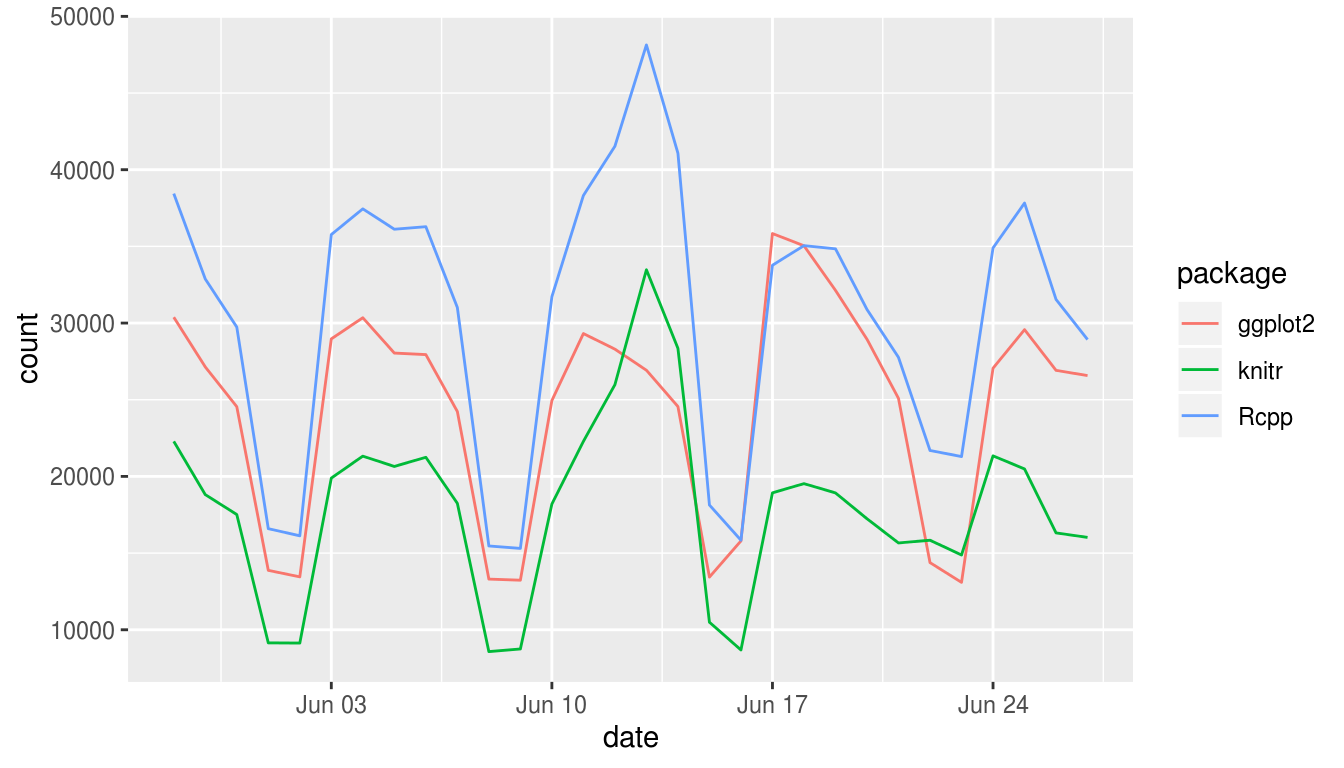 50000
40000
30000
20000
10000
count
Jun 03
Jun 10
Jun 17
Jun 24
date
package
ggplot2
knitr
Rcpp